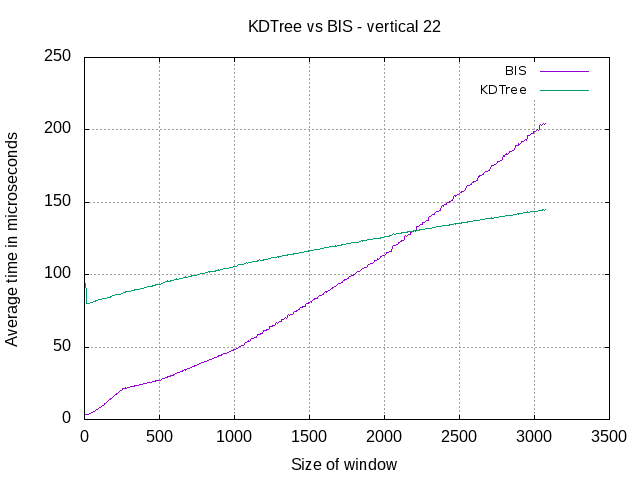 KDTree vs BIS - vertical 22
250
200
150
100
50
0
0 500 1000 1500 2000 2500 3000 3500
Average time in microseconds
Size of window
BIS
KDTree